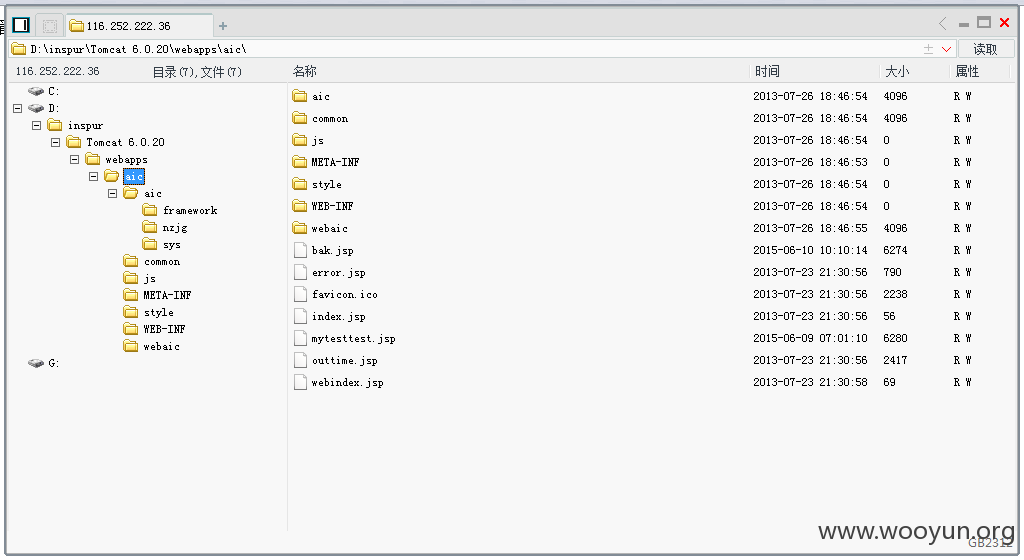 116.252.222.36
D:\inspur\Tomcat 6.0.20\webapps\aic\ 读取
116.252.222.36 目录(7),文件(7) 名称 时间 大小 属性
C:
D:
inspur
Tomcat 6.0.20
webapps
aic
aic
framework
nzjg
sys
common
js
META-INF
style
WEB-INF
webaic
G:
aic 2013-07-26 18:46:54 4096 R W
common 2013-07-26 18:46:54 4096 R W
js 2013-07-26 18:46:54 0 R W
META-INF 2013-07-26 18:46:53 0 R W
style 2013-07-26 18:46:54 0 R W
WEB-INF 2013-07-26 18:46:54 0 R W
webaic 2013-07-26 18:46:55 4096 R W
bak.jsp 2015-06-10 10:10:14 6274 R W
error.jsp 2013-07-23 21:30:56 790 R W
favicon.ico 2013-07-23 21:30:56 2238 R W
index.jsp 2013-07-23 21:30:56 56 R W
mytesttest.jsp 2015-06-09 07:01:10 6280 R W
outtime.jsp 2013-07-23 21:30:56 2417 R W
webindex.jsp 2013-07-23 21:30:58 69 R W
www.wooyun.org
GB2312